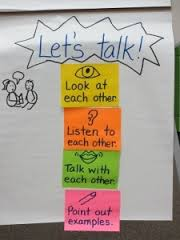 Let's talk!
Look at
each other.
Listen to
each other.
Talk with
each other.
Point out
examples.